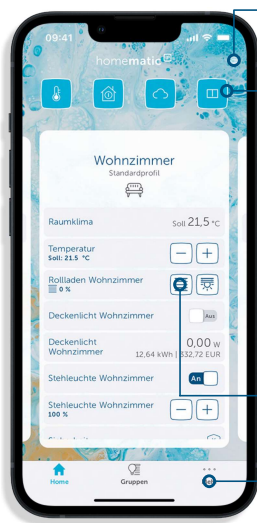 09:41
homematic IP
Wohnzimmer
Standardprofil
Raumklima Soll 21,5 °C
Temperatur
Soll: 21.5 °C
Rollladen Wohnzimmer
0 %
Deckenlicht Wohnzimmer Aus
Deckenlicht 0,00 W
Wohnzimmer 12,64 kWh | 332,72 EUR
Stehleuchte Wohnzimmer An
Stehleuchte Wohnzimmer
100 %
Home Gruppen